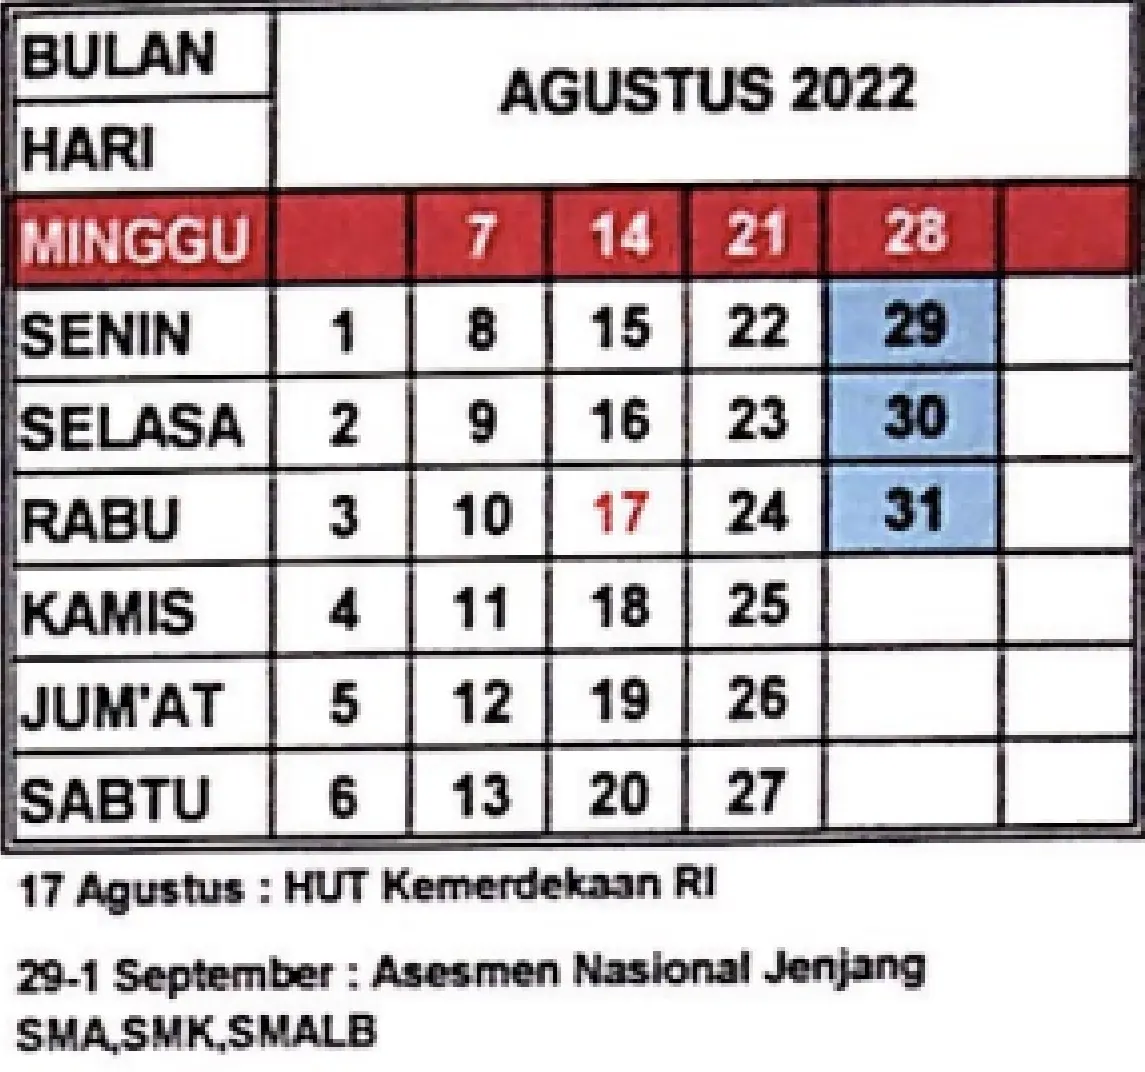 BULAN
AGUSTUS 2022
HARI
MINGGU 7 14 21 28
SENIN 1 8 15 22 29
SELASA 2 9 16 23 30
RABU 3 10 17 24 31
KAMIS 4 11 18 25
JUM'AT 5 12 19 26
SABTU 6 13 20 27
17 Agustus : HUT Kemerdekaan RI
29-1 September : Asesmen Nasional Jenjang
SMA,SMK,SMALB